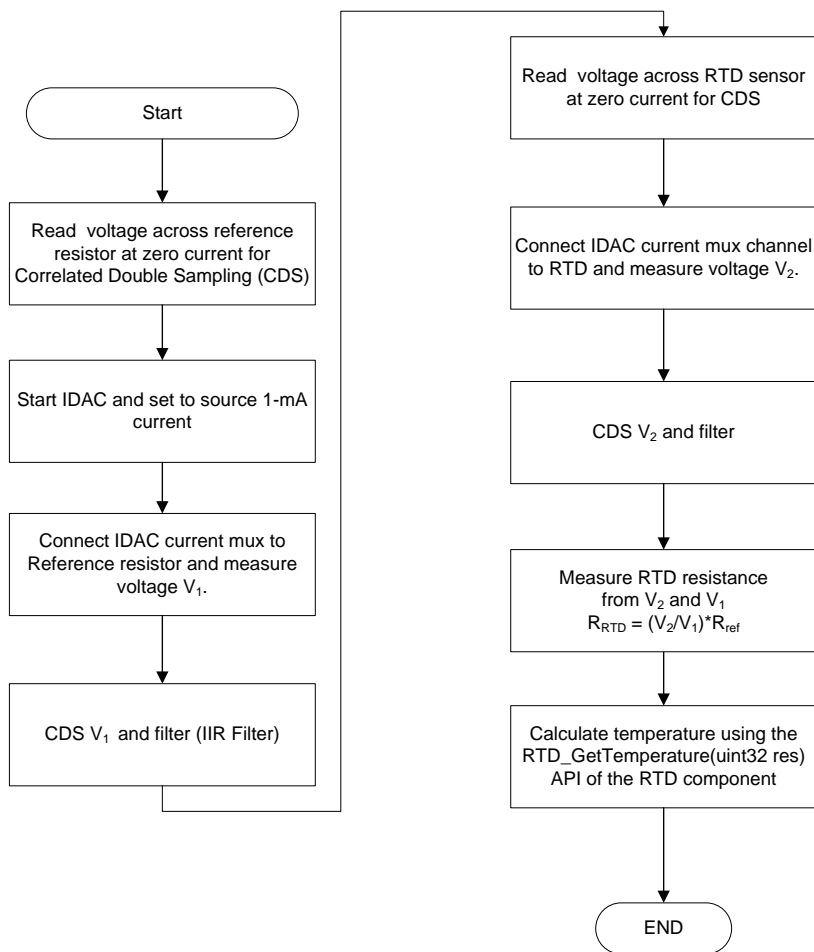 Start
Read voltage across reference
resistor at zero current for
Correlated Double Sampling (CDS)
Start IDAC and set to source 1-mA
current
Connect IDAC current mux to
Reference resistor and measure
voltage V₁.
CDS V₁ and filter (IIR Filter)
Read voltage across RTD sensor
at zero current for CDS
Connect IDAC current mux channel
to RTD and measure voltage V₂.
CDS V₂ and filter
Measure RTD resistance
from V₂ and V₁
R_RTD = (V₂/V₁)*R_ref
Calculate temperature using the
RTD_GetTemperature(uint32 res)
API of the RTD component
END